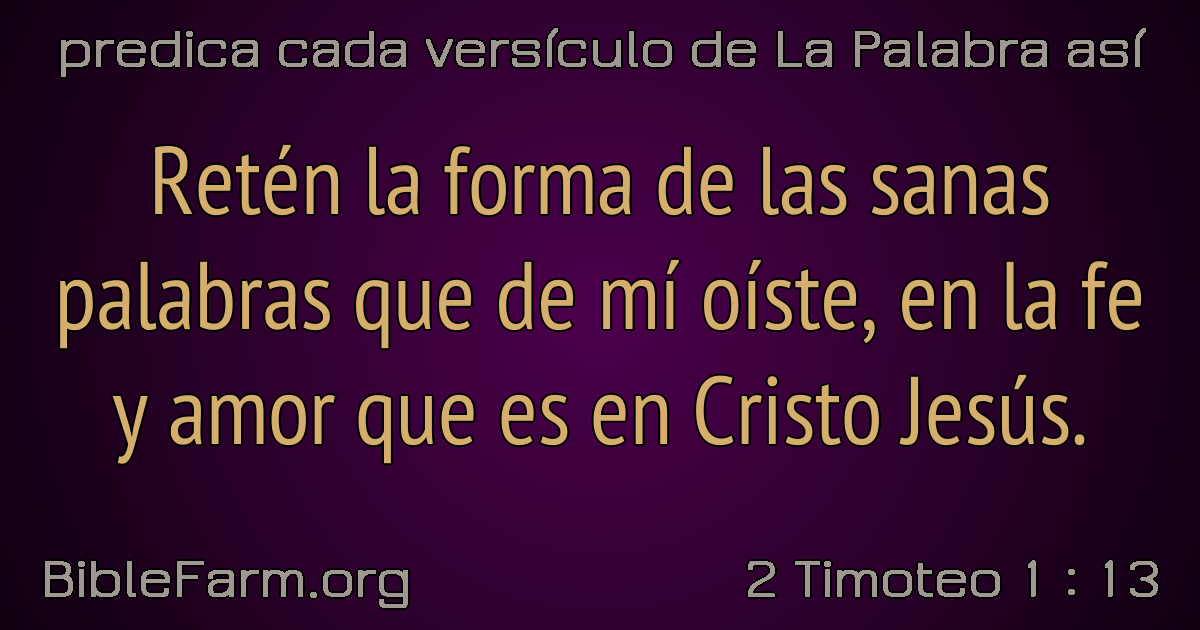 predica cada versículo de La Palabra así
Retén la forma de las sanas
palabras que de mí oíste, en la fe
y amor que es en Cristo Jesús.
BibleFarm.org
2 Timoteo 1 : 13